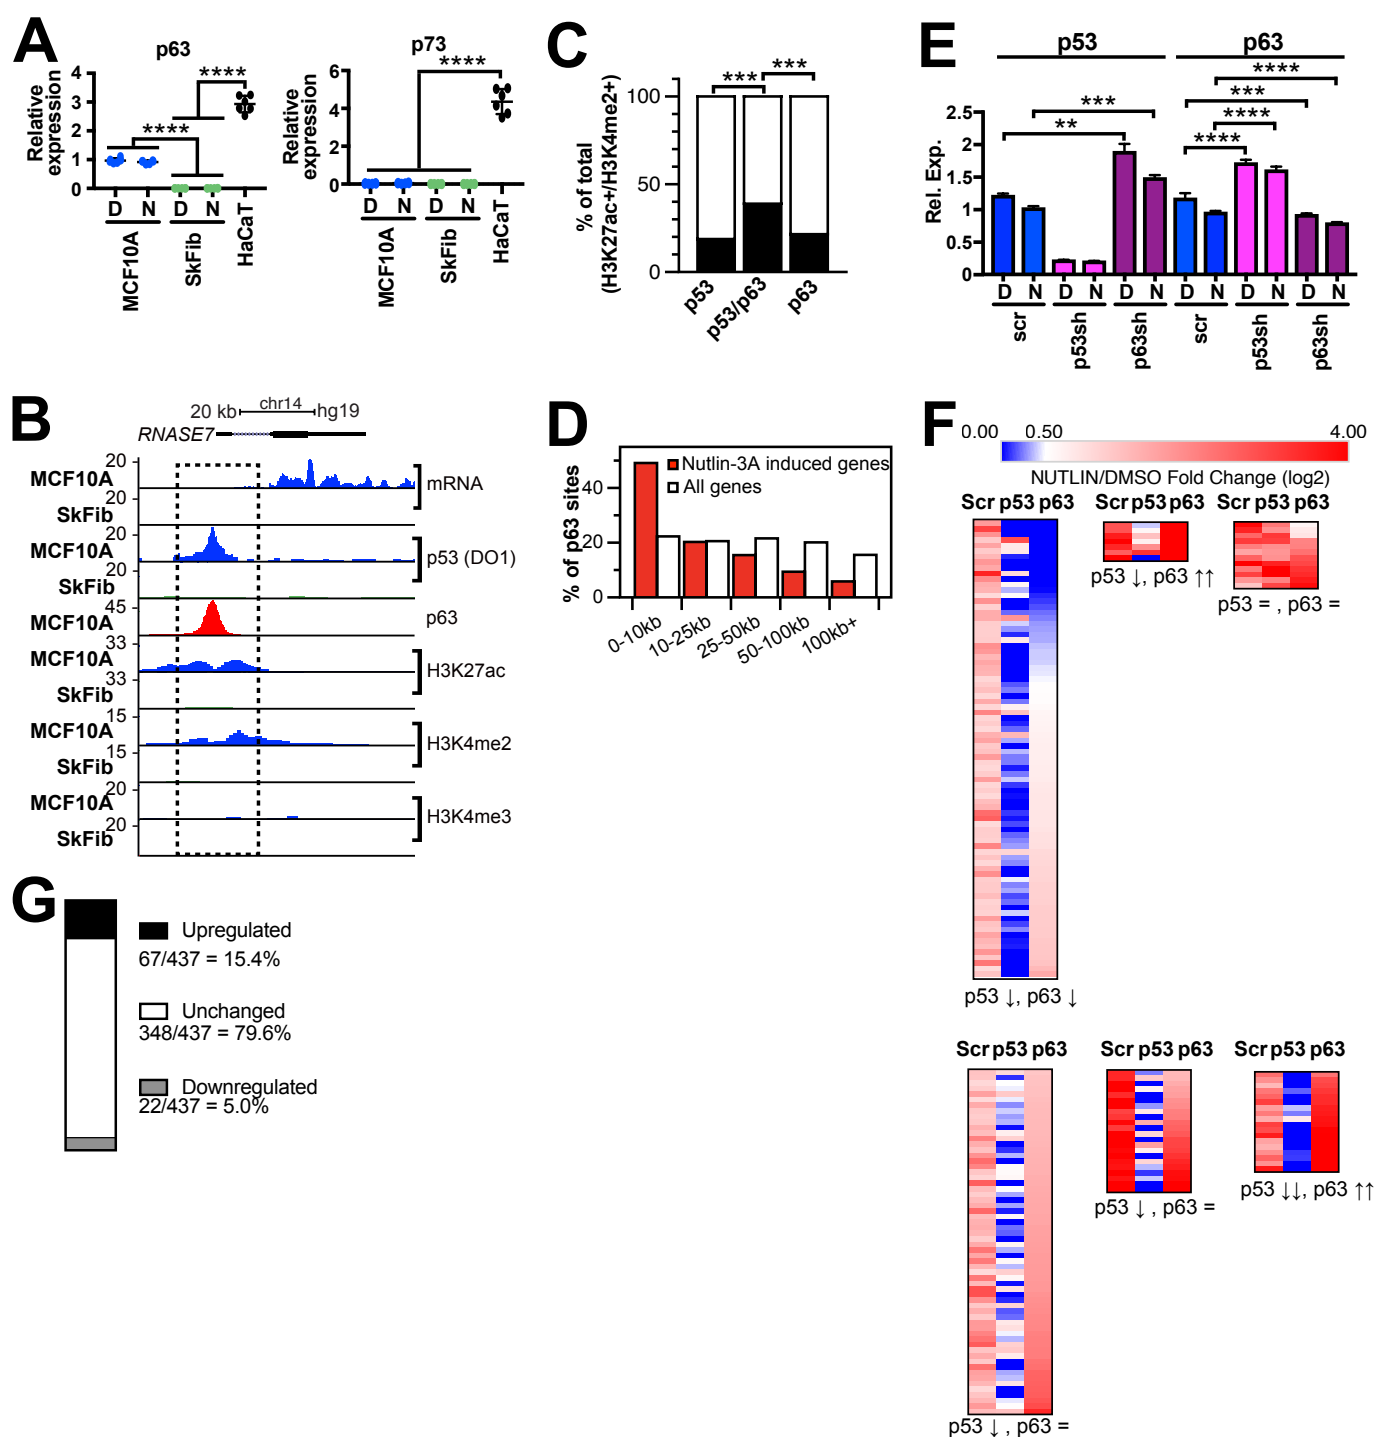 A
p63
Relative
expression
4
3
2
1
0
****
****
D N D N
MCF10A
SkFib
HaCaT
p73
Relative
expression
6
4
2
0
****
D N D N
MCF10A
SkFib
HaCaT
C
% of total
(H3K27ac+/H3K4me2+)
100
50
0
***
***
p53
p53/p63
p63
E
p53 p63
Rel. Exp.
2.5
2
1.5
1
0.5
0
**
***
****
****
***
****
D N D N D N D N D N D N
scr
p53sh
p63sh
scr
p53sh
p63sh
B
20 kb chr14 hg19
RNASE7
MCF10A 20
SkFib 20
mRNA
MCF10A 20
SkFib 20
p53 (DO1)
MCF10A 45
p63
MCF10A 33
SkFib 33
H3K27ac
MCF10A 15
SkFib 15
H3K4me2
MCF10A 20
SkFib 20
H3K4me3
D
% of p63 sites
40
20
0
Nutlin-3A induced genes
All genes
0-10kb
10-25kb
25-50kb
50-100kb
100kb+
F
0.00 0.50 4.00
NUTLIN/DMSO Fold Change (log2)
Scr p53 p63
p53 ↓, p63 ↓
Scr p53 p63
p53 ↓, p63 ↑↑
Scr p53 p63
p53 = , p63 =
Scr p53 p63
p53 ↓ , p63 =
Scr p53 p63
p53 ↓ , p63 =
Scr p53 p63
p53 ↓↓, p63 ↑↑
G
Upregulated
67/437 = 15.4%
Unchanged
348/437 = 79.6%
Downregulated
22/437 = 5.0%